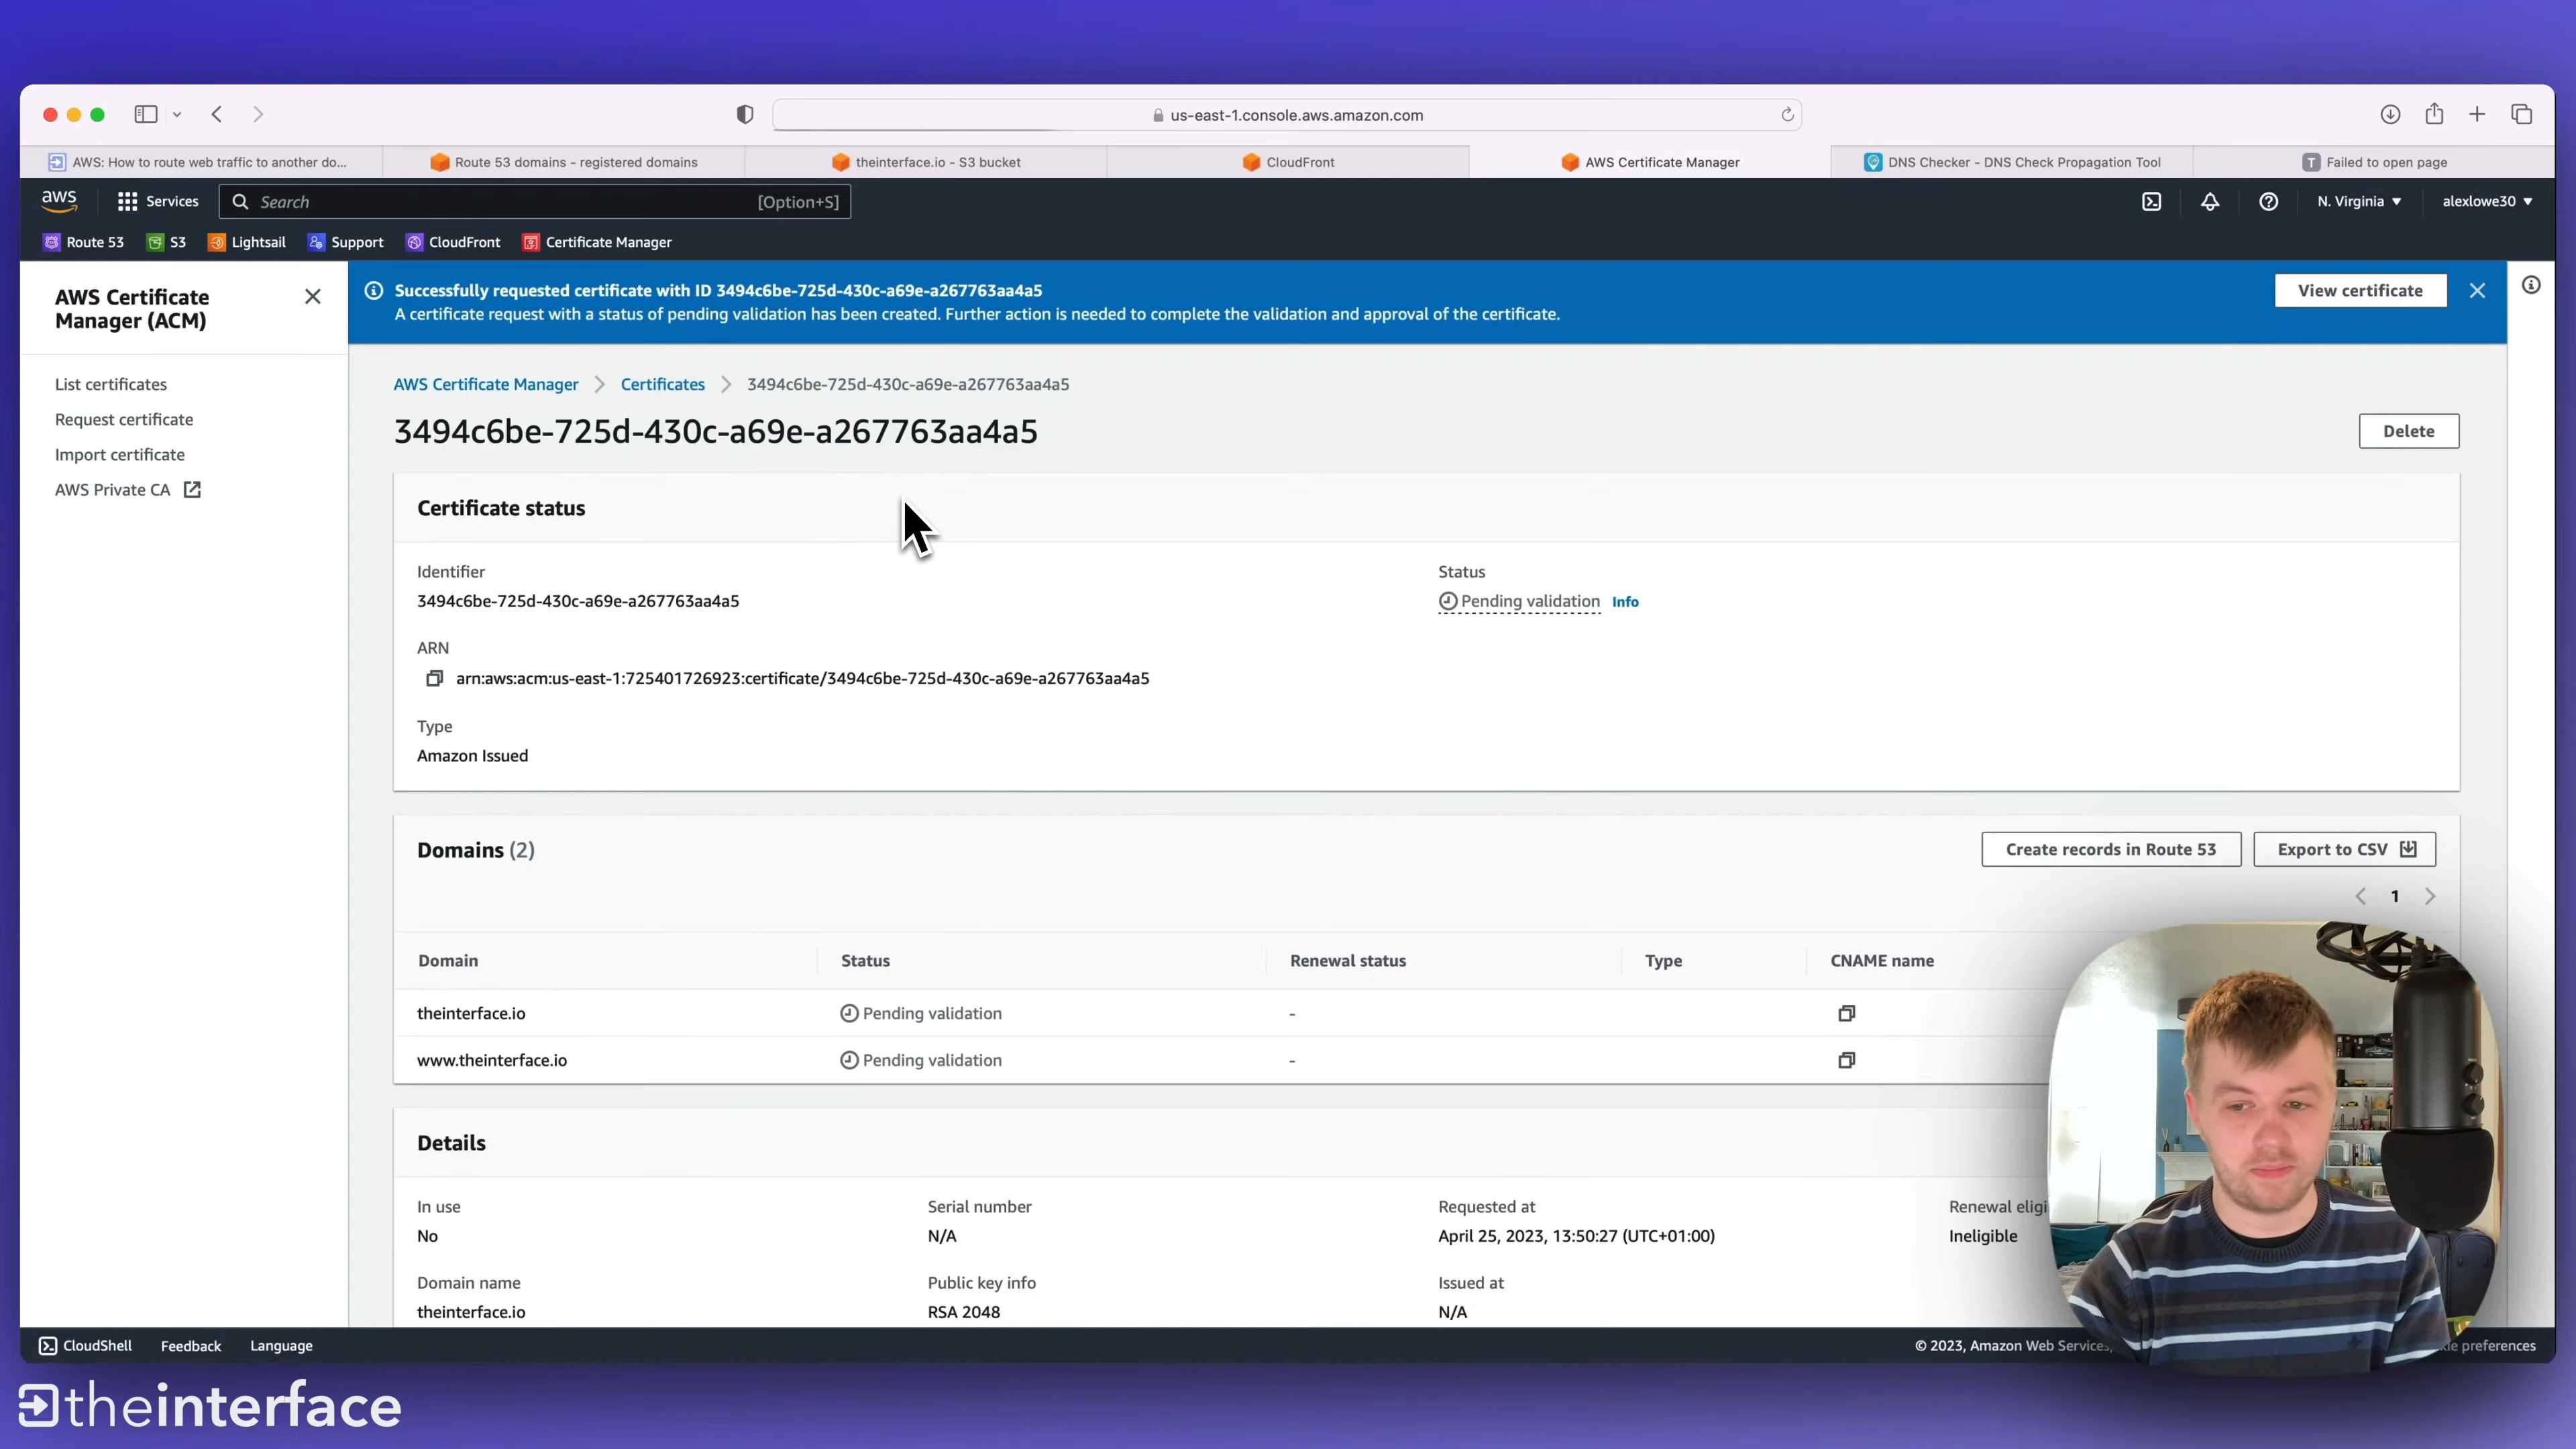 us-east-1.console.aws.amazon.com
AWS: How to route web traffic to another do...
Route 53 domains - registered domains
theinterface.io - S3 bucket
CloudFront
AWS Certificate Manager
DNS Checker - DNS Check Propagation Tool
T Failed to open page
aws Services Search [Option+S] N. Virginia alexlowe30
Route 53 S3 Lightsail Support CloudFront Certificate Manager
AWS Certificate
Manager (ACM)
List certificates
Request certificate
Import certificate
AWS Private CA
Successfully requested certificate with ID 3494c6be-725d-430c-a69e-a267763aa4a5
A certificate request with a status of pending validation has been created. Further action is needed to complete the validation and approval of the certificate.
View certificate
AWS Certificate Manager > Certificates > 3494c6be-725d-430c-a69e-a267763aa4a5
3494c6be-725d-430c-a69e-a267763aa4a5
Delete
Certificate status
Identifier
3494c6be-725d-430c-a69e-a267763aa4a5
Status
Pending validation Info
ARN
arn:aws:acm:us-east-1:725401726923:certificate/3494c6be-725d-430c-a69e-a267763aa4a5
Type
Amazon Issued
Domains (2)
Create records in Route 53
Export to CSV
1
Domain Status Renewal status Type CNAME name
theinterface.io Pending validation -
www.theinterface.io Pending validation -
Details
In use
No
Serial number
N/A
Requested at
April 25, 2023, 13:50:27 (UTC+01:00)
Renewal eligi
Ineligible
Domain name
theinterface.io
Public key info
RSA 2048
Issued at
N/A
CloudShell Feedback Language
© 2023, Amazon Web Services,
kie preferences
theinterface